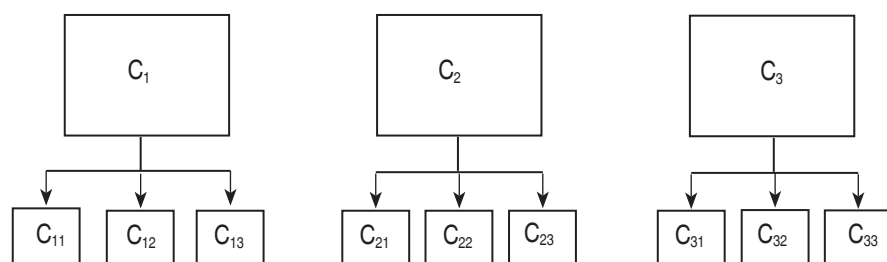 C₁ C₂ C₃
C₁₁ C₁₂ C₁₃ C₂₁ C₂₂ C₂₃ C₃₁ C₃₂ C₃₃